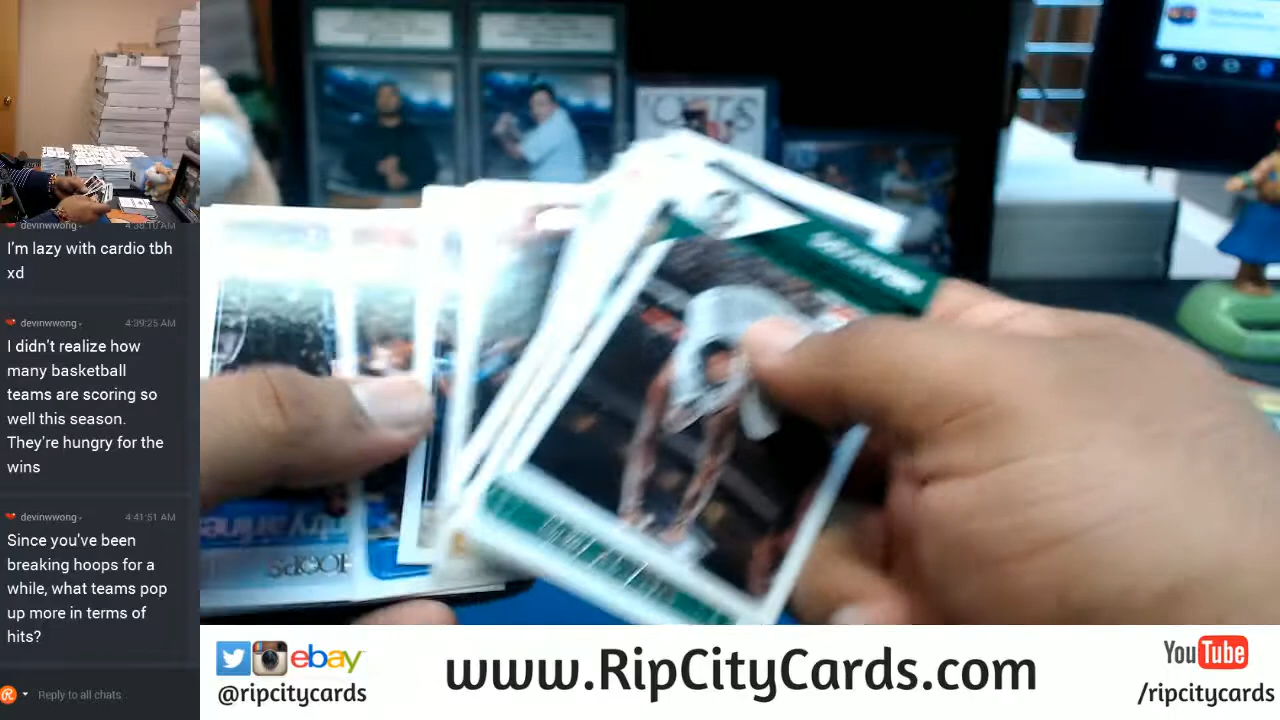 devinwwong 4:38:10 AM
I'm lazy with cardio tbh
xd
devinwwong 4:39:25 AM
I didn't realize how
many basketball
teams are scoring so
well this season.
They're hungry for the
wins
devinwwong 4:41:51 AM
Since you've been
breaking hoops for a
while, what teams pop
up more in terms of
hits?
Reply to all chats...
HOOPS
ebay
@ripcitycards
www.RipCityCards.com
YouTube
/ripcitycards